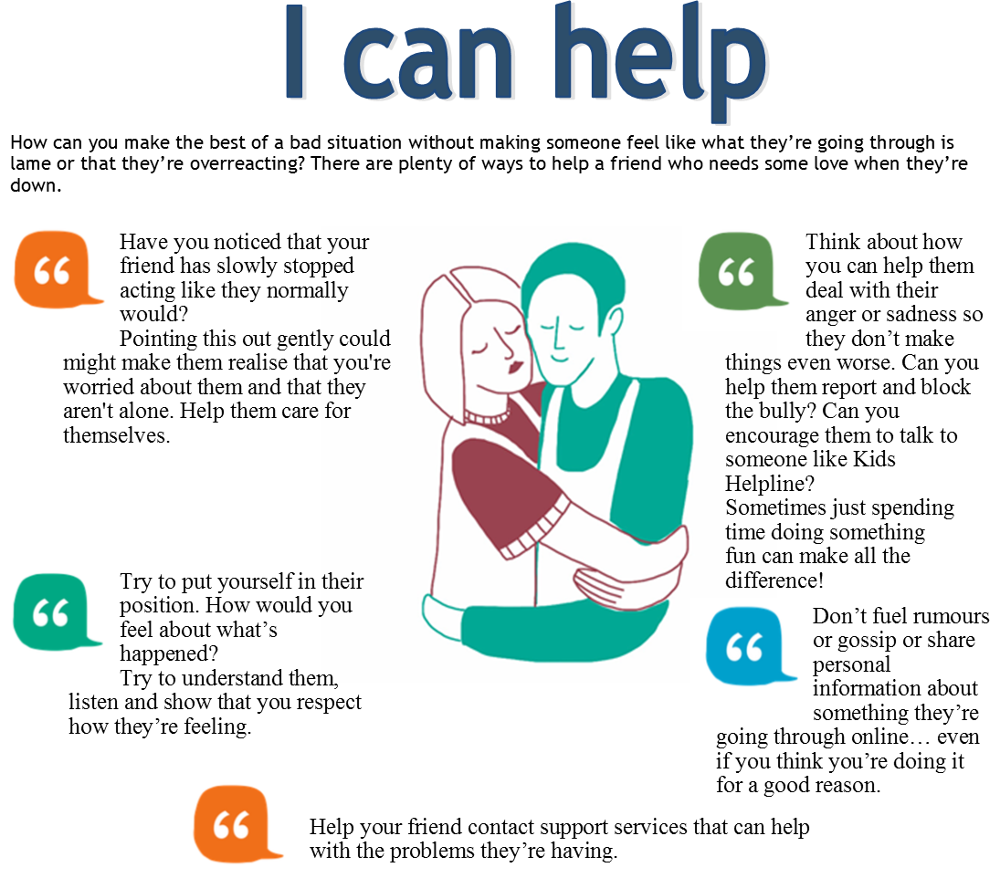 I can help
How can you make the best of a bad situation without making someone feel like what they’re going through is
lame or that they’re overreacting? There are plenty of ways to help a friend who needs some love when they’re
down.
Have you noticed that your
friend has slowly stopped
acting like they normally
would?
Pointing this out gently could
might make them realise that you're
worried about them and that they
aren't alone. Help them care for
themselves.
Try to put yourself in their
position. How would you
feel about what’s
happened?
Try to understand them,
listen and show that you respect
how they’re feeling.
Think about how
you can help them
deal with their
anger or sadness so
they don’t make
things even worse. Can you
help them report and block
the bully? Can you
encourage them to talk to
someone like Kids
Helpline?
Sometimes just spending
time doing something
fun can make all the
difference!
Don’t fuel rumours
or gossip or share
personal
information about
something they’re
going through online… even
if you think you’re doing it
for a good reason.
Help your friend contact support services that can help
with the problems they’re having.